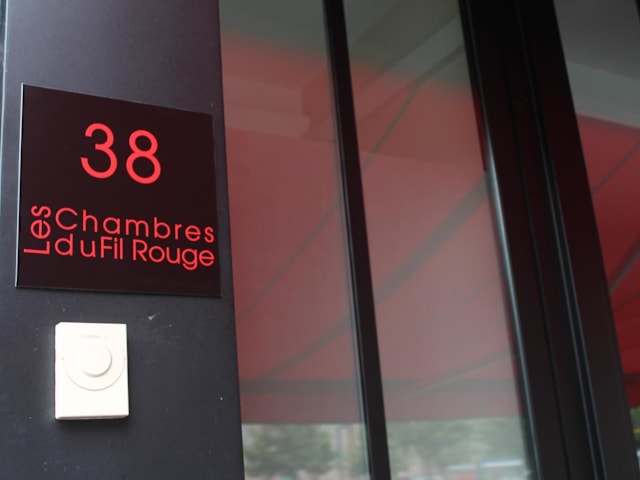 38
Les
Chambres
du Fil Rouge